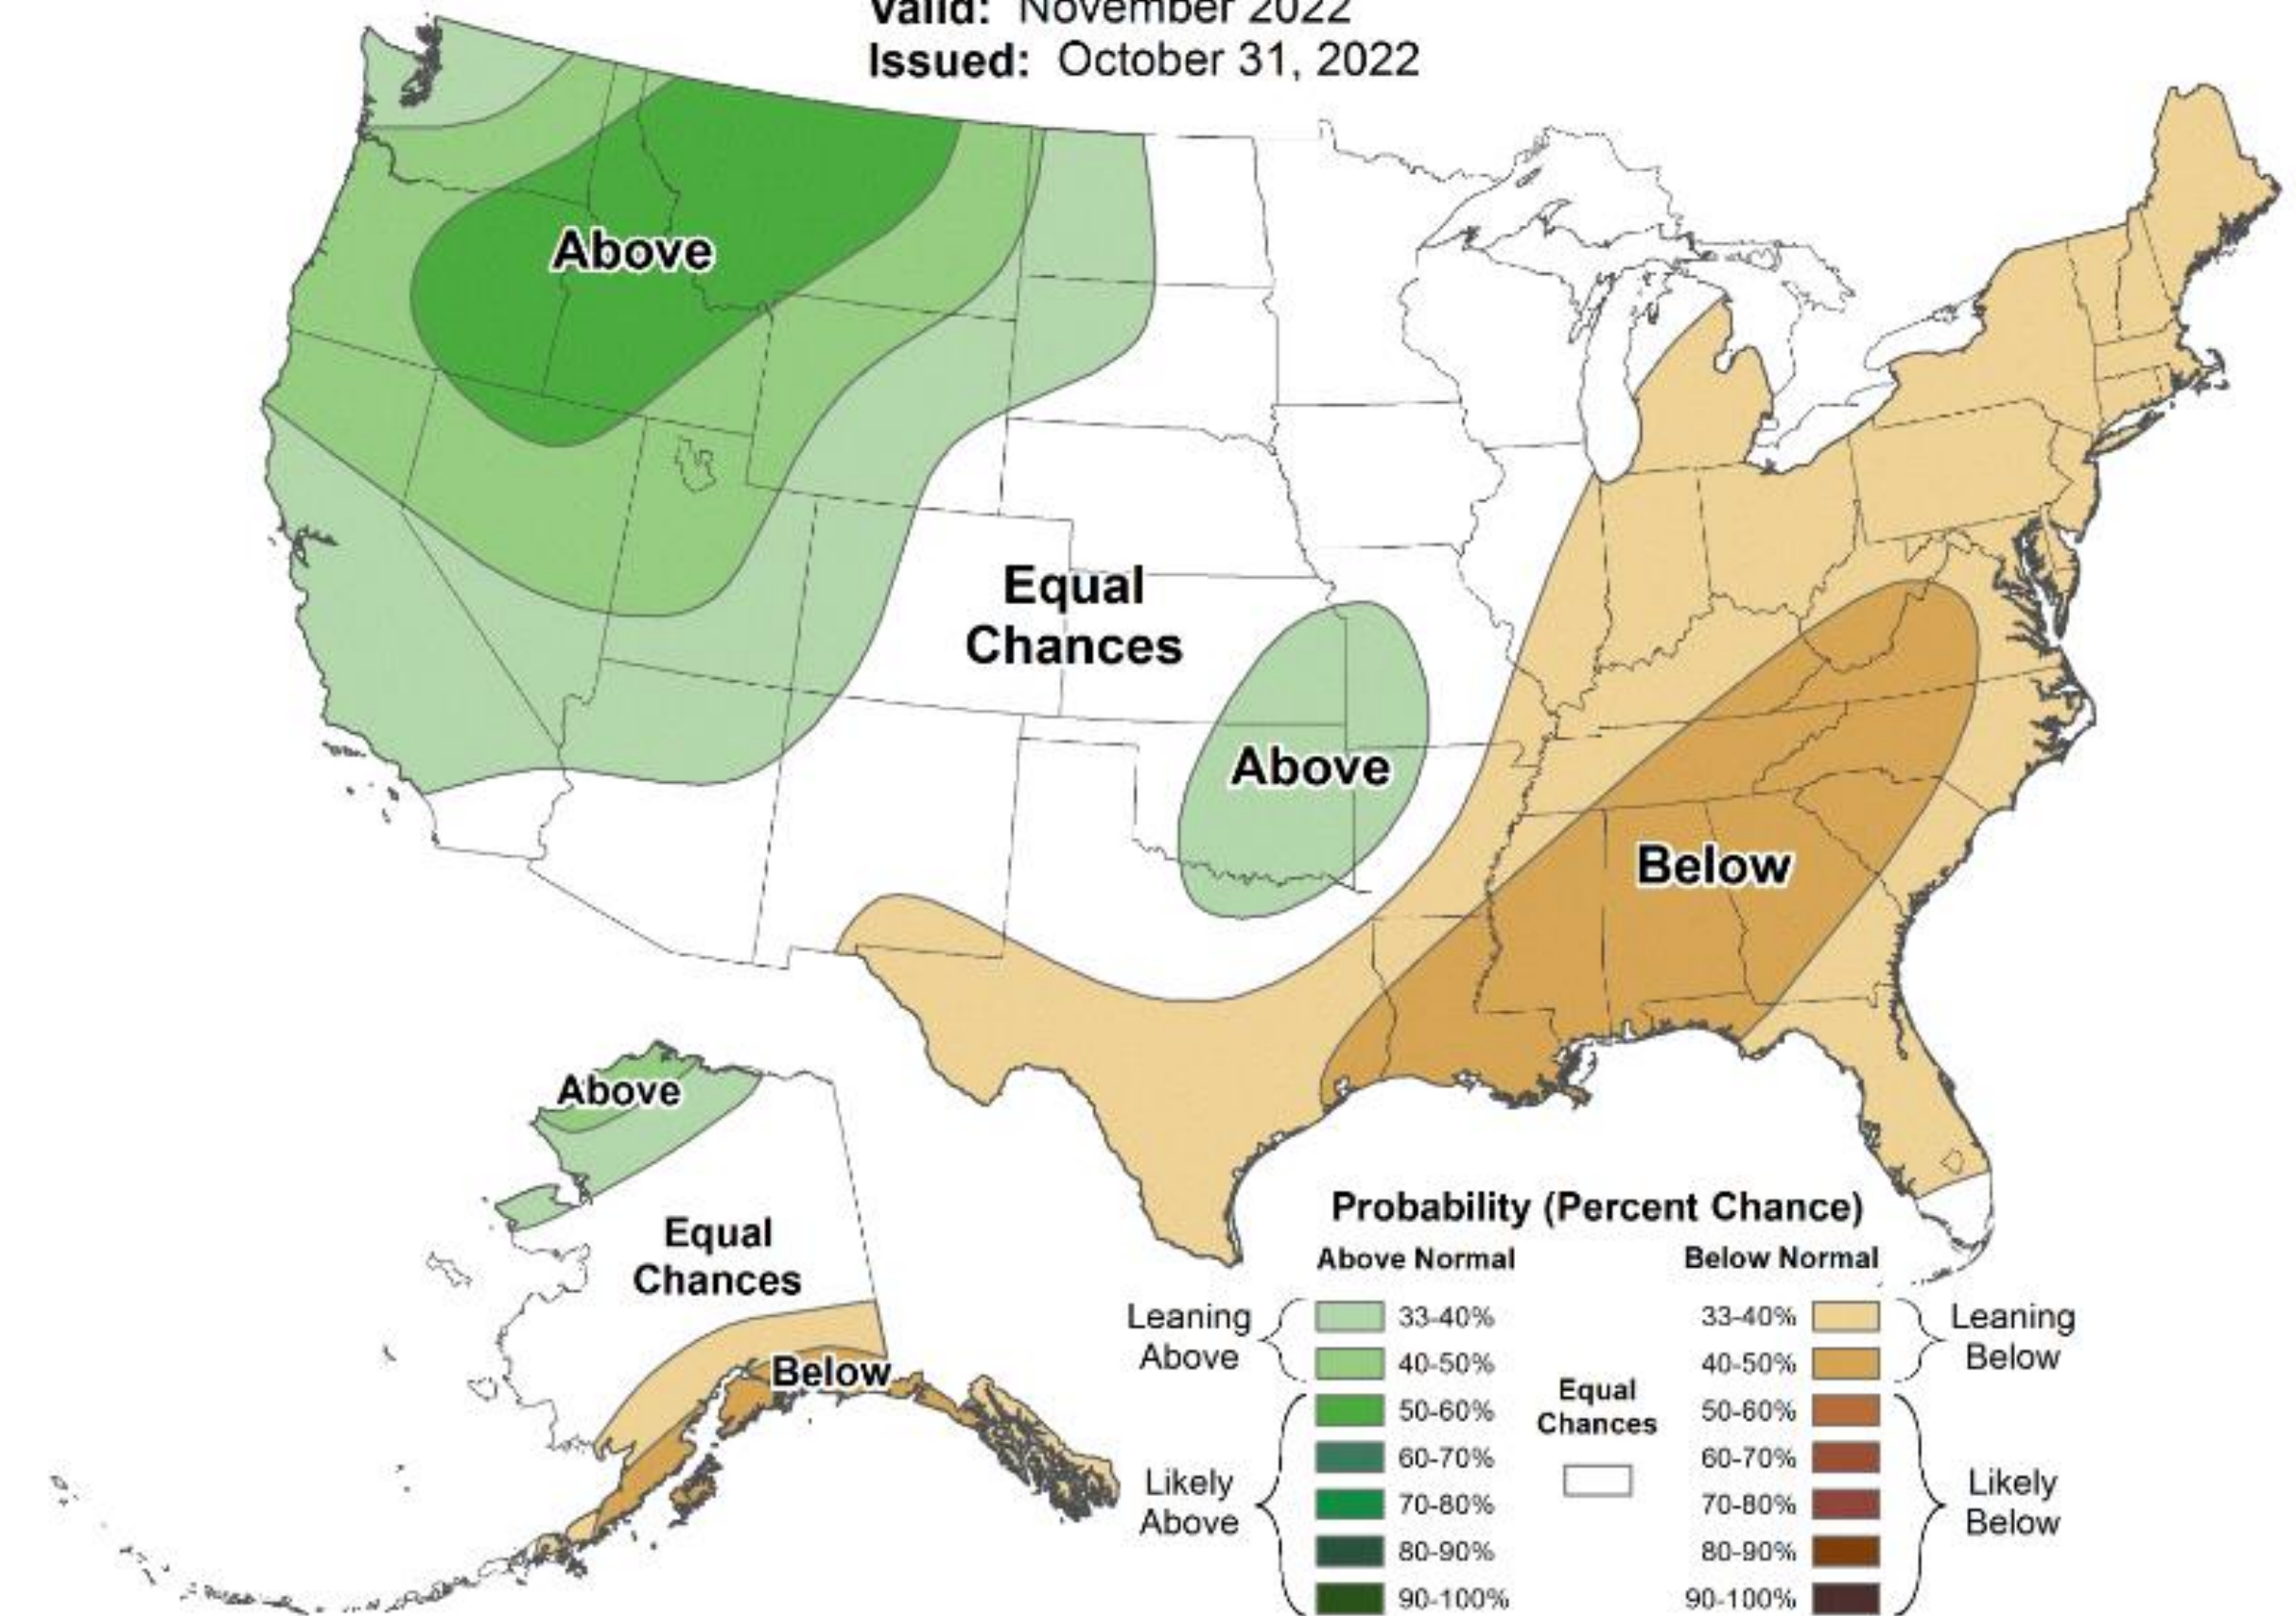 Valid: November 2022
Issued: October 31, 2022
Above
Equal
Chances
Above
Below
Above
Equal
Chances
Below
Probability (Percent Chance)
Above Normal
Below Normal
Leaning
Above
33-40%
40-50%
Likely
Above
50-60%
60-70%
70-80%
80-90%
90-100%
Equal
Chances
33-40%
40-50%
Leaning
Below
50-60%
60-70%
70-80%
80-90%
90-100%
Likely
Below